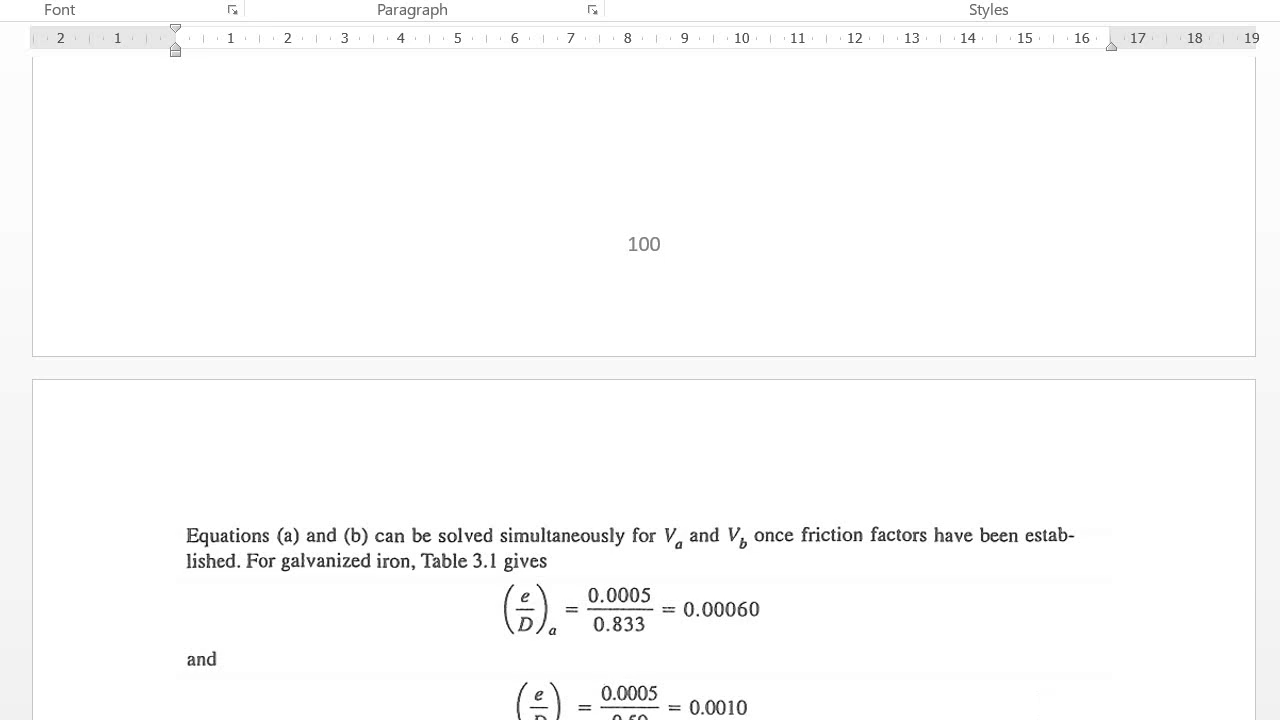 Font Paragraph Styles
2 1 1 2 3 4 5 6 7 8 9 10 11 12 13 14 15 16 17 18 19
100
Equations (a) and (b) can be solved simultaneously for V_a and V_b once friction factors have been estab-
lished. For galvanized iron, Table 3.1 gives
(e/D)_a = 0.0005/0.833 = 0.00060
and
(e/D) = 0.0005/0.50 = 0.0010